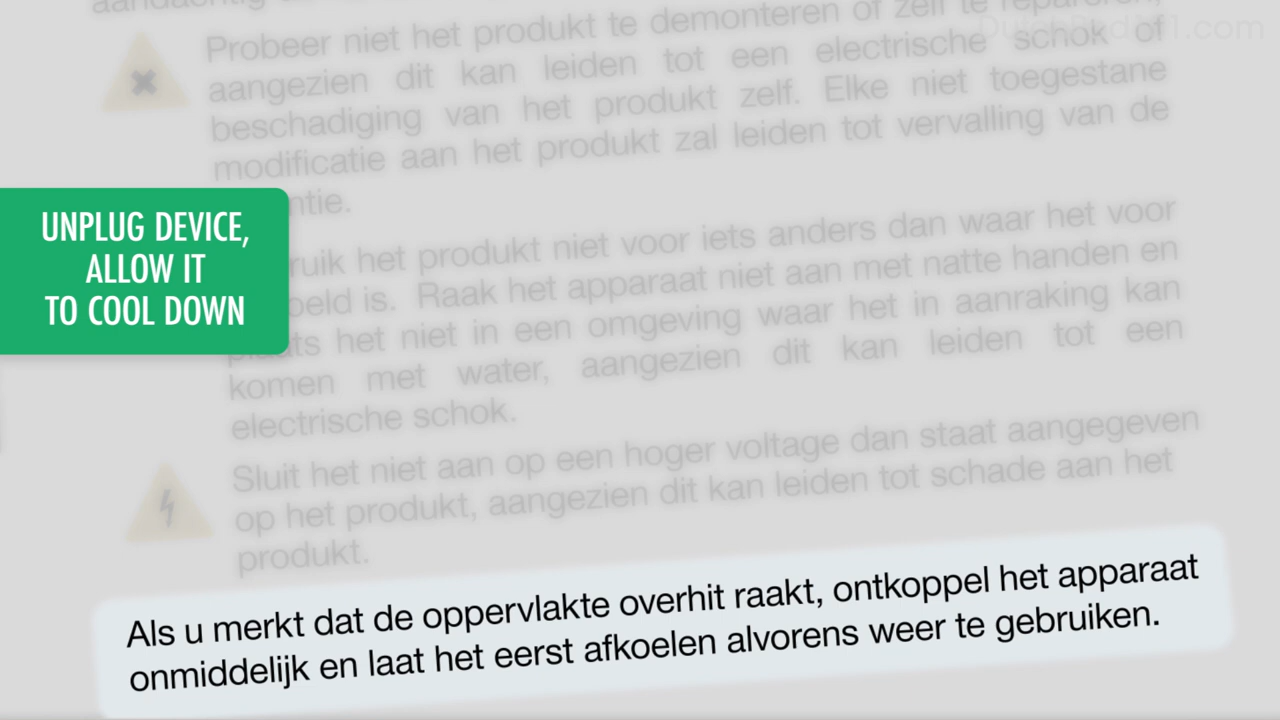 Probeer niet het produkt te demonteren of zelf te repareren,
aangezien dit kan leiden tot een electrische schok of
beschadiging van het produkt zelf. Elke niet toegestane
modificatie aan het produkt zal leiden tot vervalling van de
ntie.
UNPLUG DEVICE,
ALLOW IT
TO COOL DOWN
ruik het produkt niet voor iets anders dan waar het voor
oeld is. Raak het apparaat niet aan met natte handen en
plaats het niet in een omgeving waar het in aanraking kan
komen met water, aangezien dit kan leiden tot een
electrische schok.
Sluit het niet aan op een hoger voltage dan staat aangegeven
op het produkt, aangezien dit kan leiden tot schade aan het
produkt.
Als u merkt dat de oppervlakte overhit raakt, ontkoppel het apparaat
onmiddelijk en laat het eerst afkoelen alvorens weer te gebruiken.